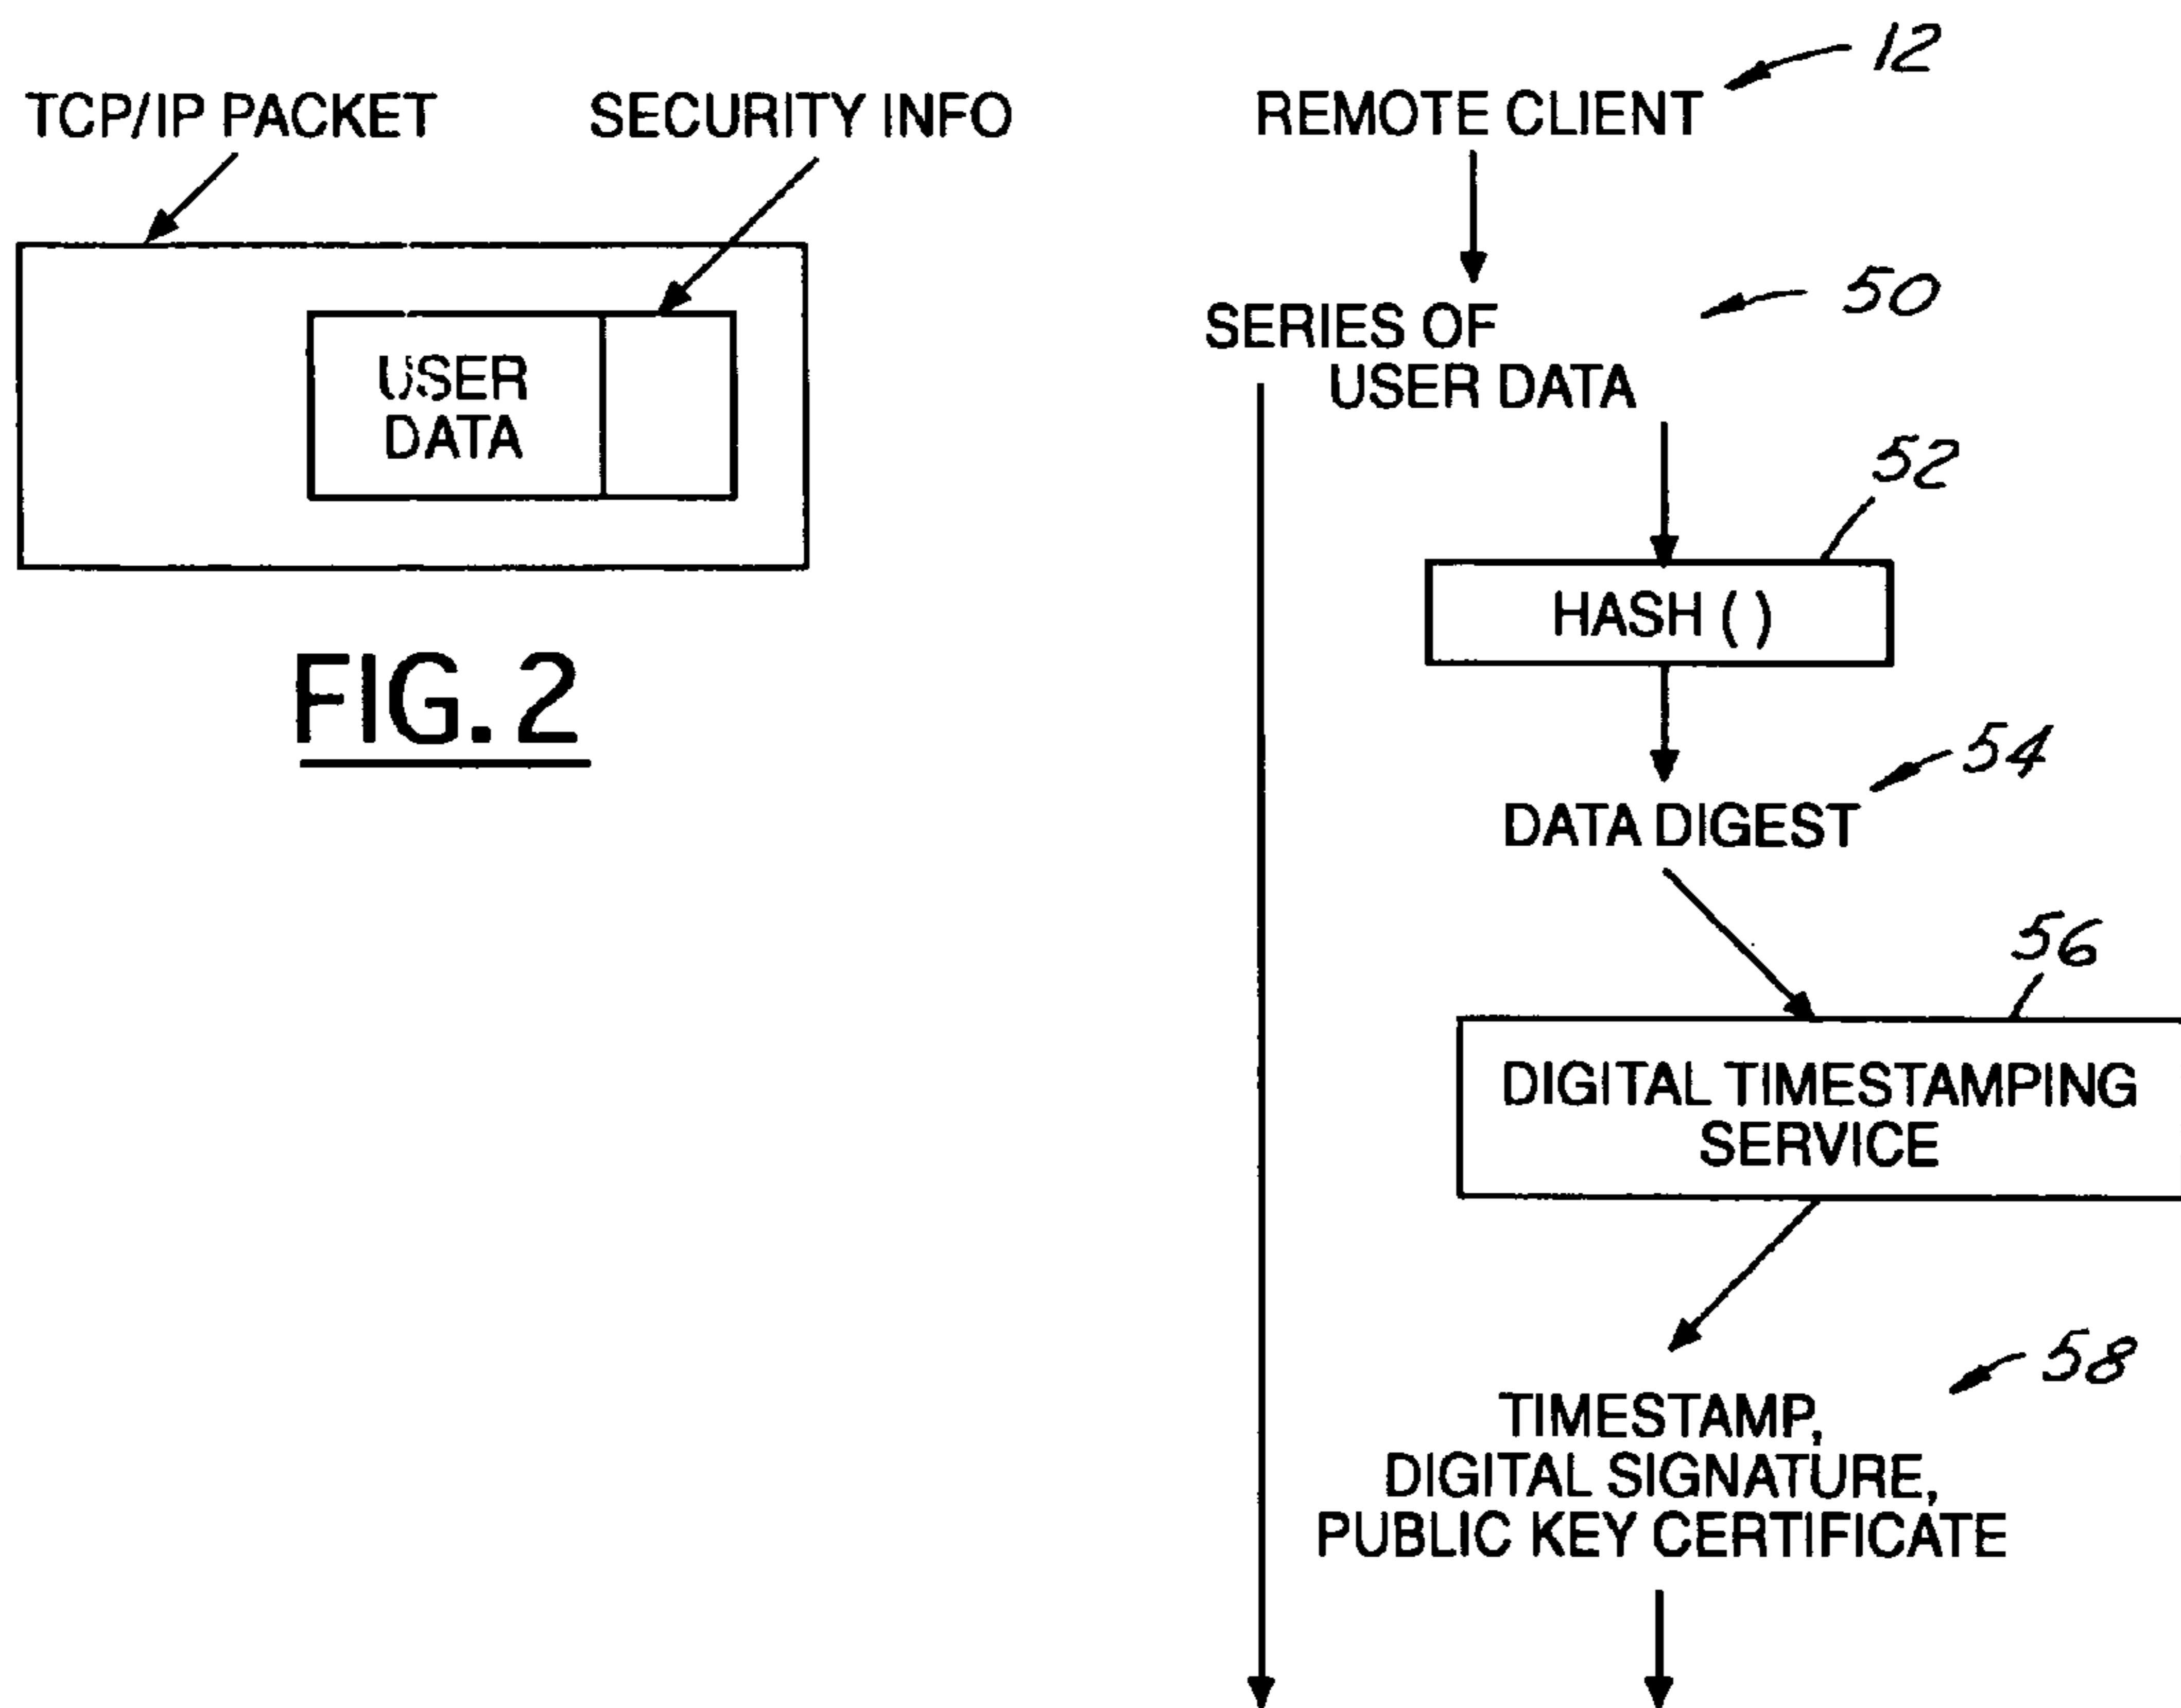 TCP/IP PACKET
SECURITY INFO
USER
DATA
FIG. 2
12
REMOTE CLIENT
50
SERIES OF
USER DATA
52
HASH ( )
54
DATA DIGEST
56
DIGITAL TIMESTAMPING
SERVICE
58
TIMESTAMP,
DIGITAL SIGNATURE,
PUBLIC KEY CERTIFICATE